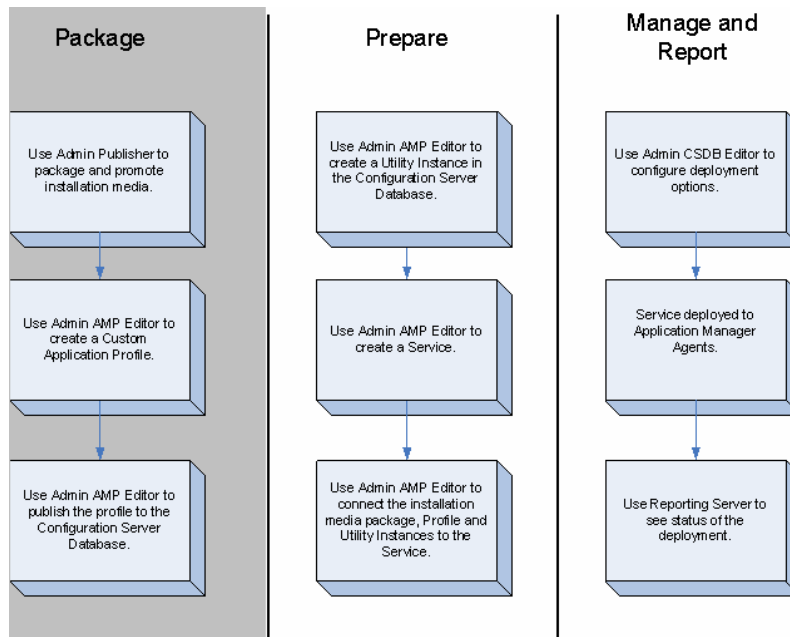 Package
Use Admin Publisher to
package and promote
installation media.
Use Admin AMP Editor to
create a Custom
Application Profile.
Use Admin AMP Editor to
publish the profile to the
Configuration Server
Database.
Prepare
Use Admin AMP Editor to
create a Utility Instance in
the Configuration Server
Database.
Use Admin AMP Editor to
create a Service.
Use Admin AMP Editor to
connect the installation
media package, Profile and
Utility Instances to the
Service.
Manage and
Report
Use Admin CSDB Editor to
configure deployment
options.
Service deployed to
Application Manager
Agents.
Use Reporting Server to
see status of the
deployment.